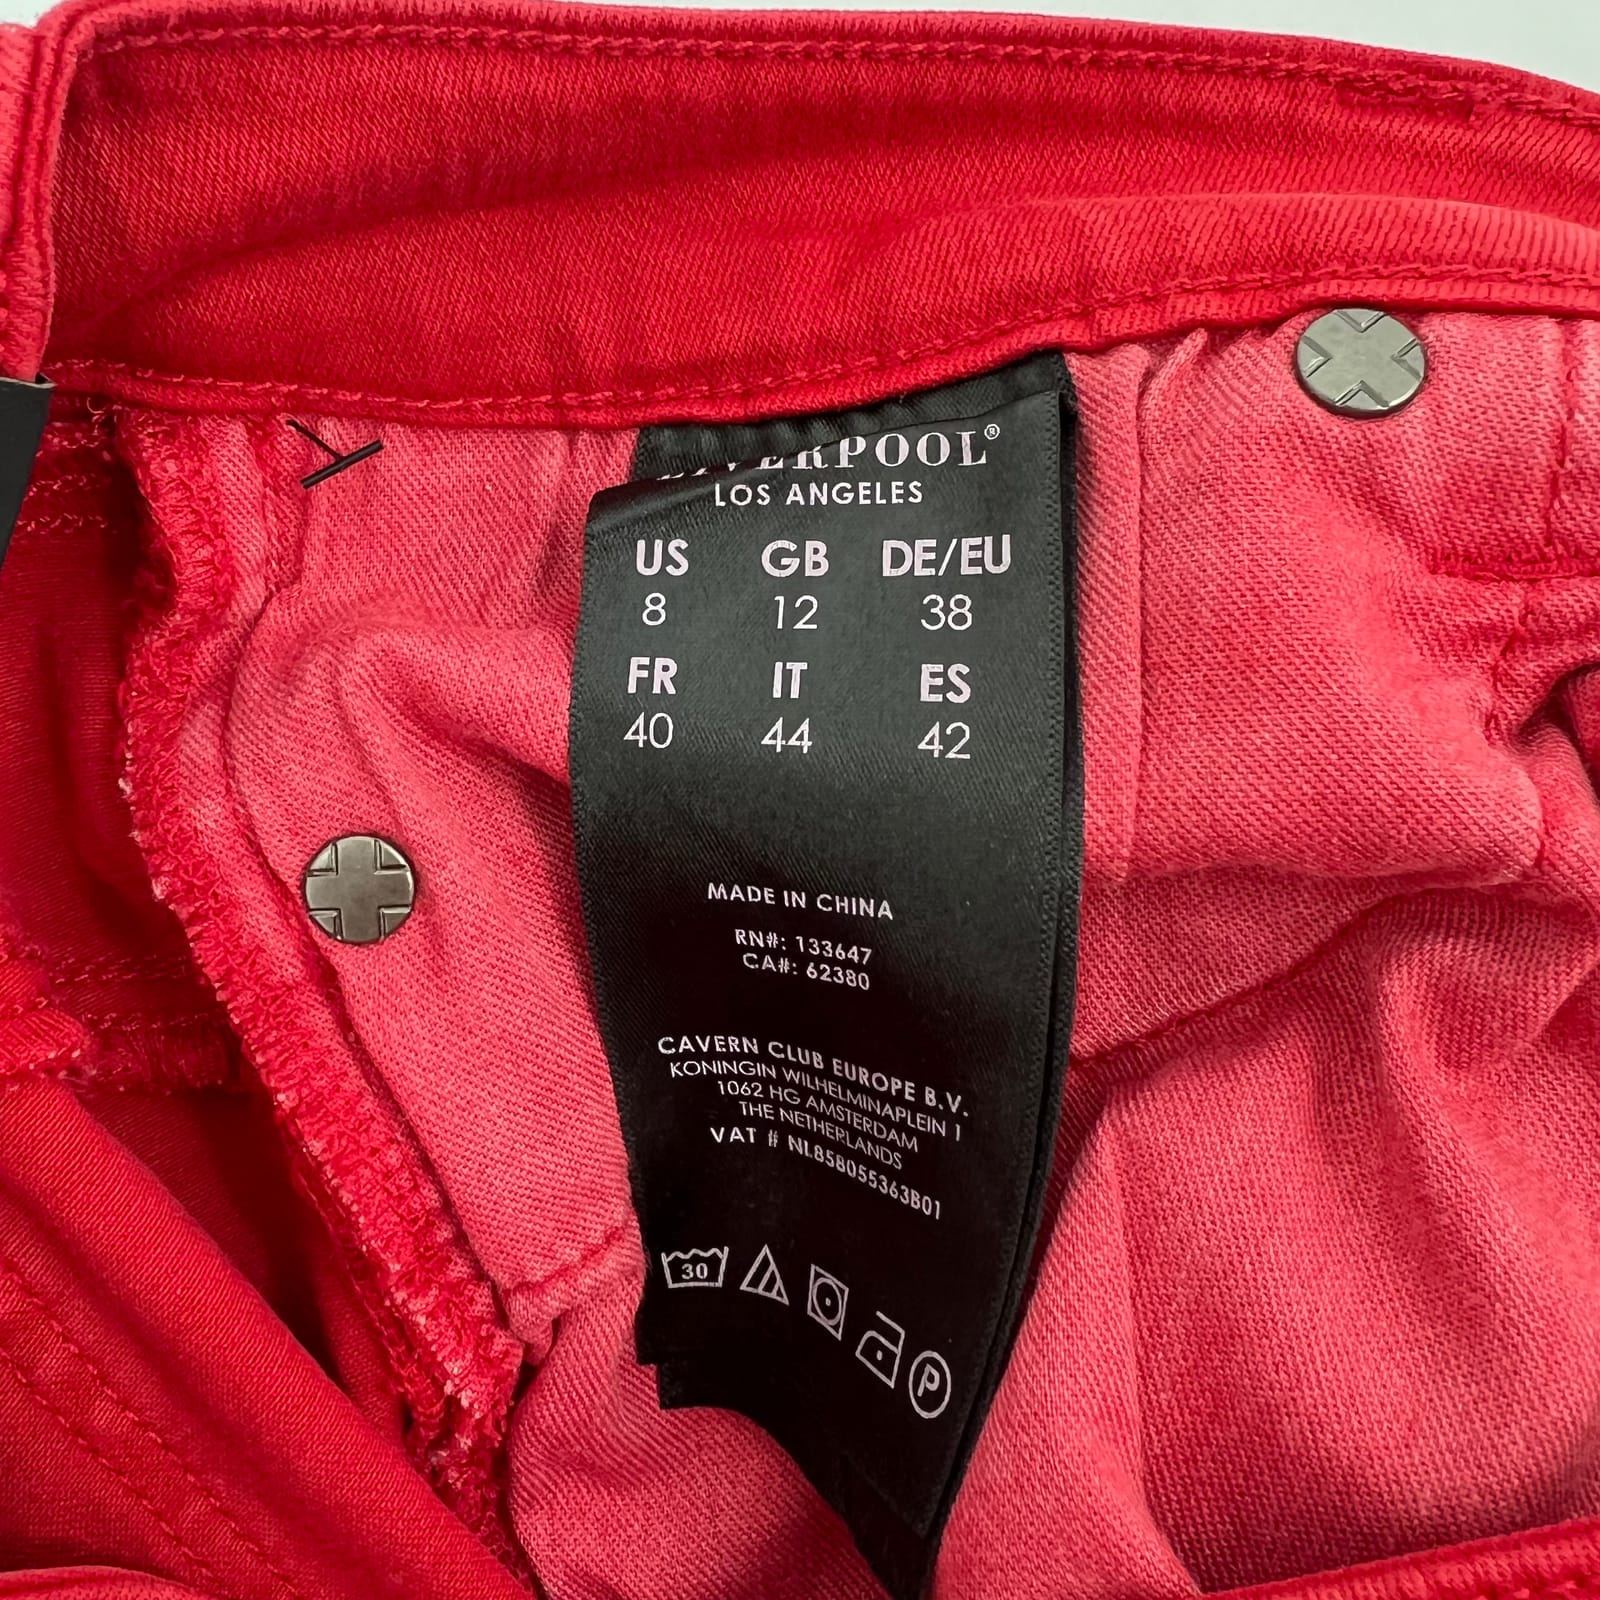 LIVERPOOL®
LOS ANGELES
US GB DE/EU
8 12 38
FR IT ES
40 44 42
MADE IN CHINA
RN#: 133647
CA#: 62380
CAVERN CLUB EUROPE B.V.
KONINGIN WILHELMINAPLEIN 1
1062 HG AMSTERDAM
THE NETHERLANDS
VAT # NL858055363B01
30
P